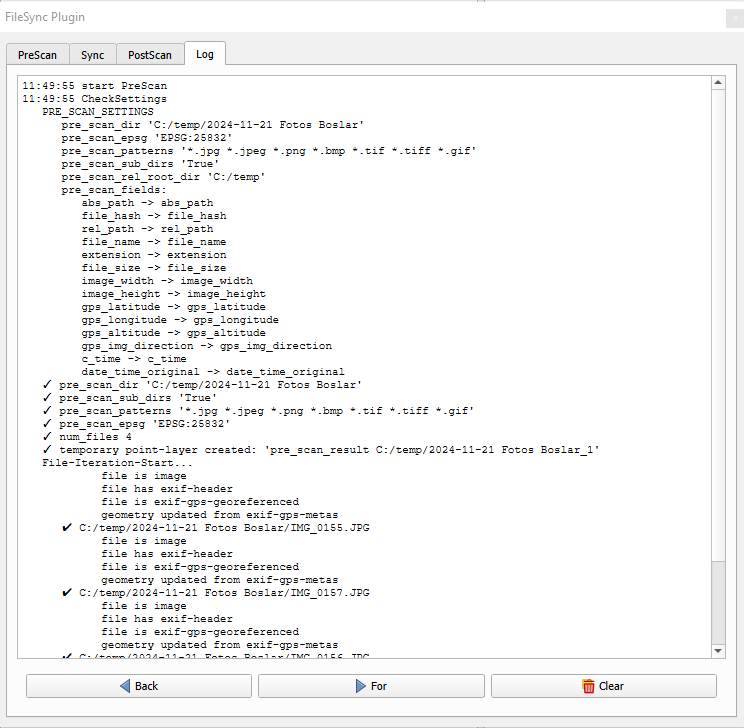 FileSync Plugin
PreScan
Sync
PostScan
Log
11:49:55 start PreScan
11:49:55 CheckSettings
PRE_SCAN_SETTINGS
pre_scan_dir 'C:/temp/2024-11-21 Fotos Boslar'
pre_scan_epsg 'EPSG:25832'
pre_scan_patterns '*.jpg *.jpeg *.png *.bmp *.tif *.tiff *.gif'
pre_scan_sub_dirs 'True'
pre_scan_rel_root_dir 'C:/temp'
pre_scan_fields:
abs_path -> abs_path
file_hash -> file_hash
rel_path -> rel_path
file_name -> file_name
extension -> extension
file_size -> file_size
image_width -> image_width
image_height -> image_height
gps_latitude -> gps_latitude
gps_longitude -> gps_longitude
gps_altitude -> gps_altitude
gps_img_direction -> gps_img_direction
c_time -> c_time
date_time_original -> date_time_original
✓ pre_scan_dir 'C:/temp/2024-11-21 Fotos Boslar'
✓ pre_scan_sub_dirs 'True'
✓ pre_scan_patterns '*.jpg *.jpeg *.png *.bmp *.tif *.tiff *.gif'
✓ pre_scan_epsg 'EPSG:25832'
✓ num_files 4
✓ temporary point-layer created: 'pre_scan_result C:/temp/2024-11-21 Fotos Boslar_1'
File-Iteration-Start...
file is image
file has exif-header
file is exif-gps-georeferenced
geometry updated from exif-gps-metas
✔ C:/temp/2024-11-21 Fotos Boslar/IMG_0155.JPG
file is image
file has exif-header
file is exif-gps-georeferenced
geometry updated from exif-gps-metas
✔ C:/temp/2024-11-21 Fotos Boslar/IMG_0157.JPG
file is image
file has exif-header
file is exif-gps-georeferenced
geometry updated from exif-gps-metas
✔ C:/temp/2024-11-21 Fotos Boslar/IMG_0156.JPG
Back
For
Clear